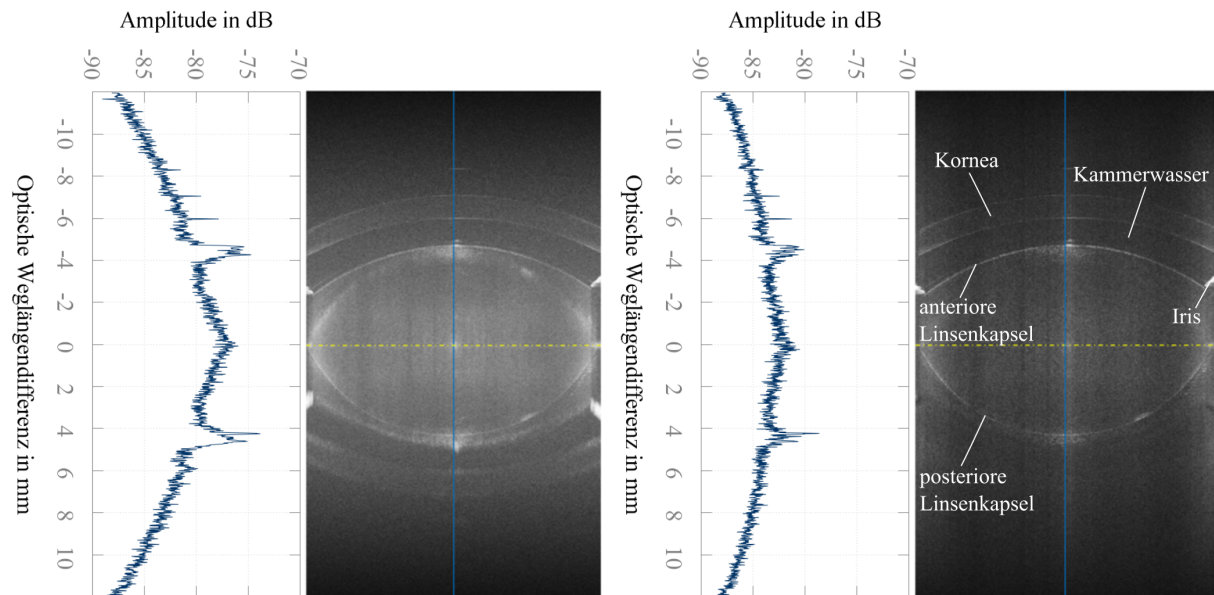 Amplitude in dB
-90 -85 -80 -75 -70
-10
-8
-6
-4
-2
0
2
4
6
8
10
Optische Weglängendifferenz in mm
Amplitude in dB
-90 -85 -80 -75 -70
-10
-8
-6
-4
-2
0
2
4
6
8
10
Optische Weglängendifferenz in mm
Kornea
Kammerwasser
anteriore
Linsenkapsel
Iris
posteriore
Linsenkapsel